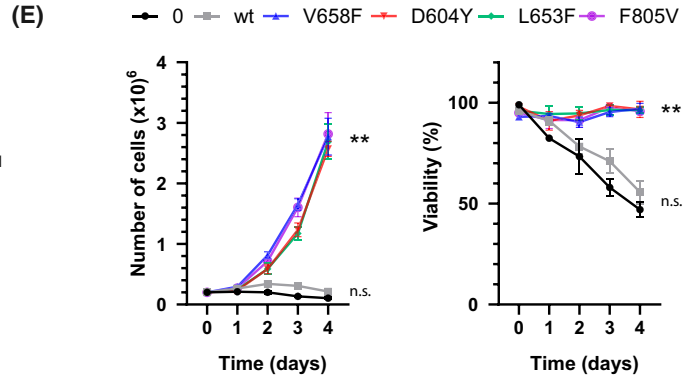 (E)
0 wt V658F D604Y L653F F805V
Number of cells (x10)⁶
4
3
2
1
0
**
n.s.
0 1 2 3 4
Time (days)
Viability (%)
100
50
0
**
n.s.
0 1 2 3 4
Time (days)